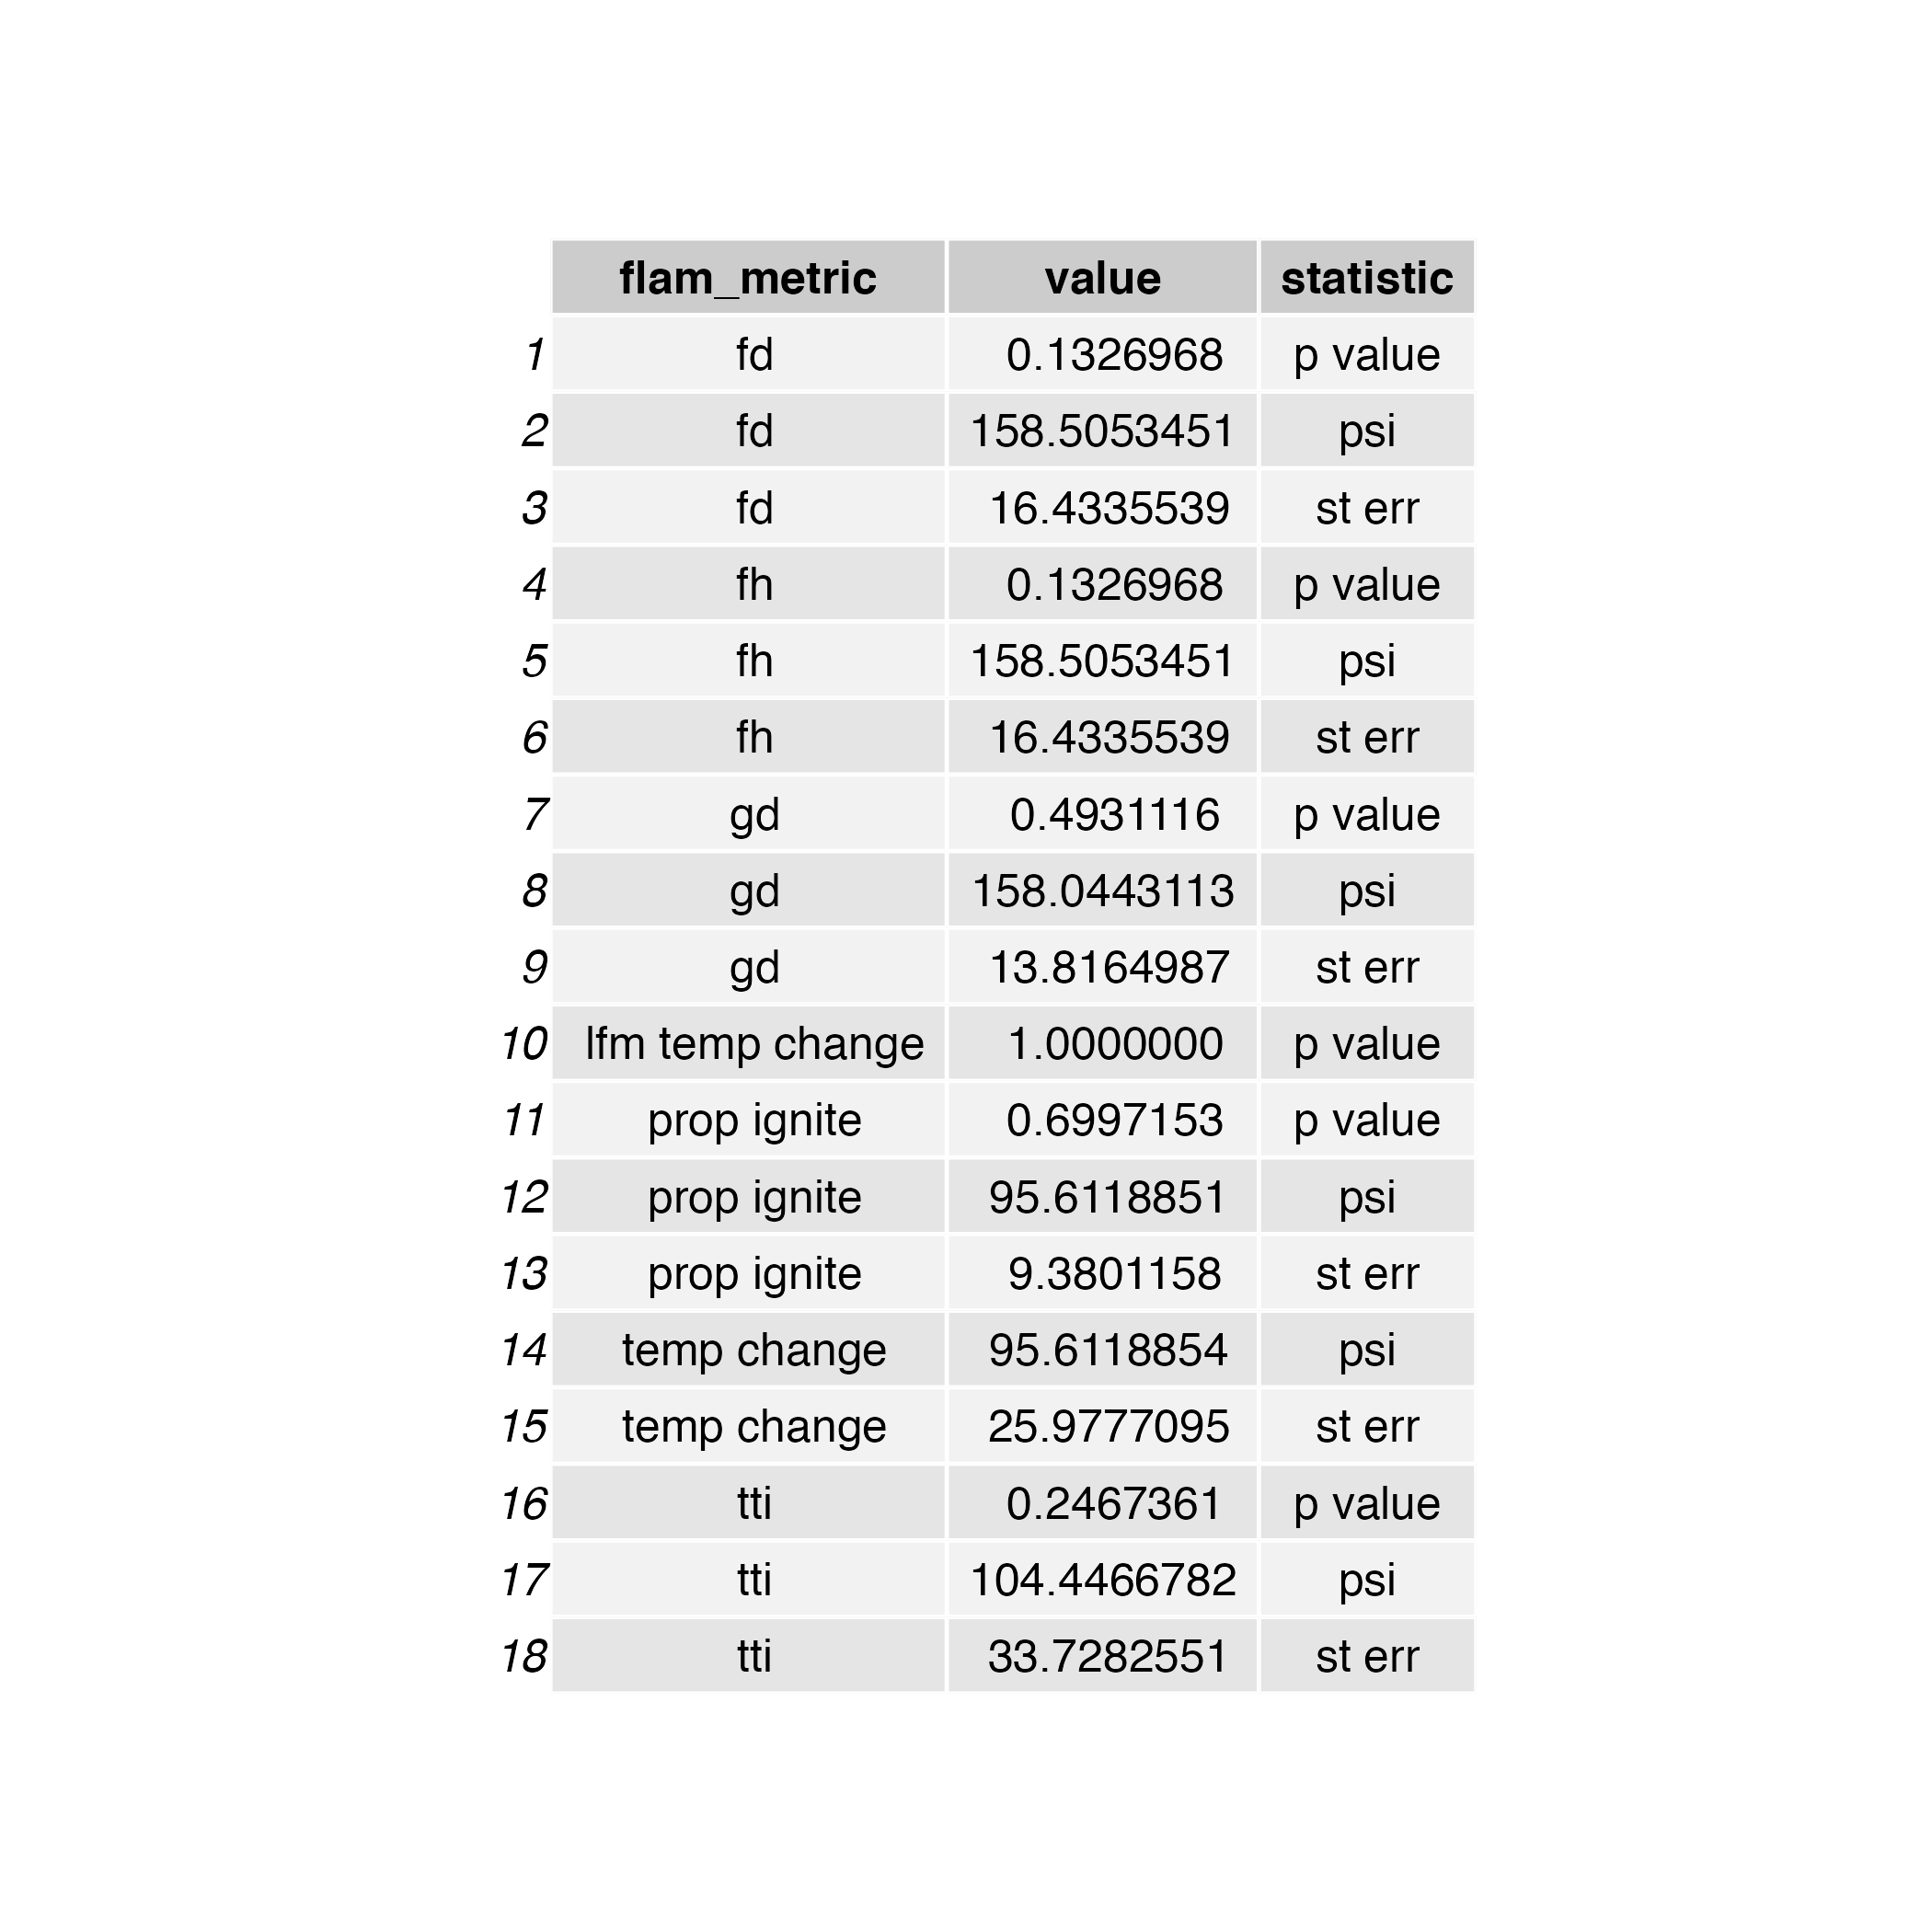 flam_metric value statistic
1 fd 0.1326968 p value
2 fd 158.5053451 psi
3 fd 16.4335539 st err
4 fh 0.1326968 p value
5 fh 158.5053451 psi
6 fh 16.4335539 st err
7 gd 0.4931116 p value
8 gd 158.0443113 psi
9 gd 13.8164987 st err
10 lfm temp change 1.0000000 p value
11 prop ignite 0.6997153 p value
12 prop ignite 95.6118851 psi
13 prop ignite 9.3801158 st err
14 temp change 95.6118854 psi
15 temp change 25.9777095 st err
16 tti 0.2467361 p value
17 tti 104.4466782 psi
18 tti 33.7282551 st err